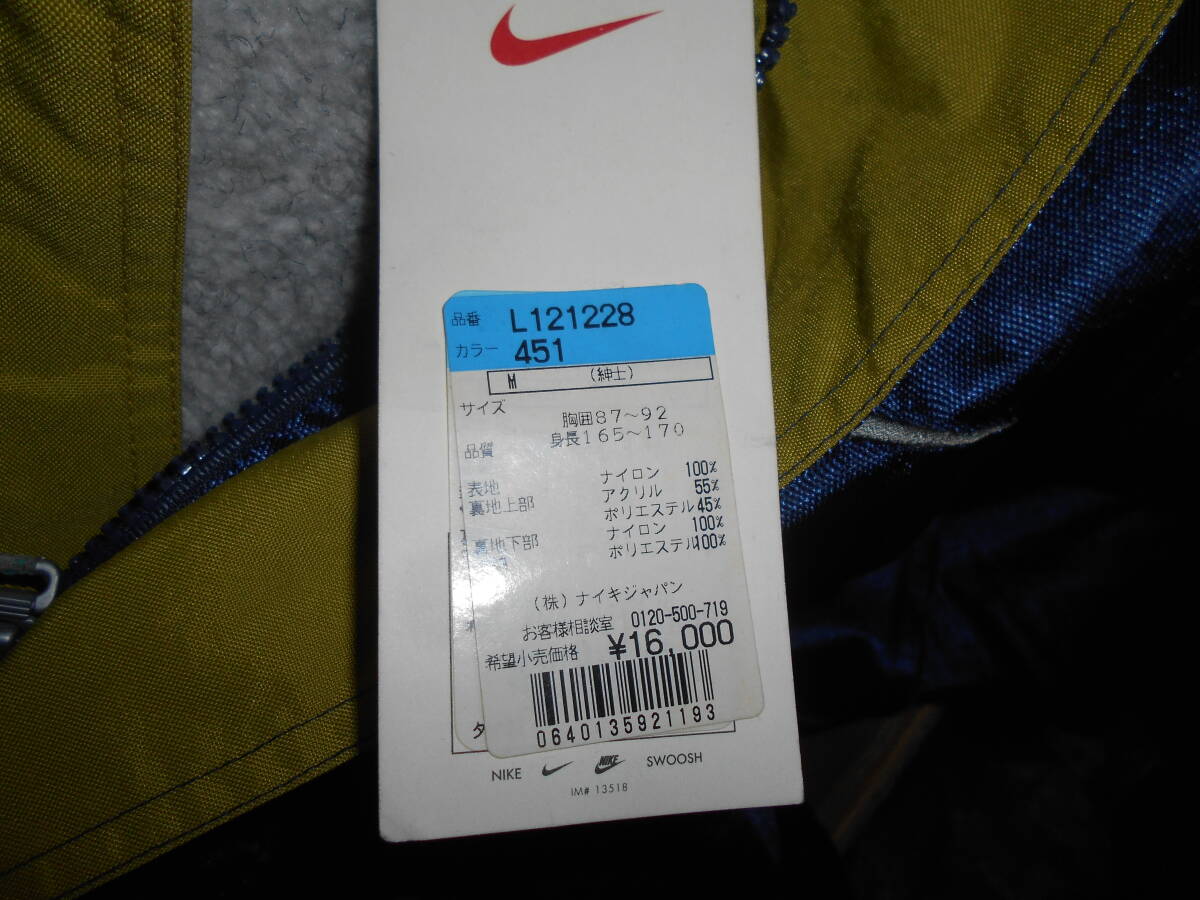 品番 L121228
カラー 451
M （紳士）
サイズ
胸囲87～92
身長165～170
品質
表地 ナイロン 100%
裏地上部 アクリル 55%
ポリエステル45%
裏地下部 ナイロン 100%
ポリエステル100%
（株）ナイキジャパン
お客様相談室 0120-500-719
希望小売価格 ¥16,000
0640135921193
タ
NIKE NIKE SWOOSH
IM# 13518